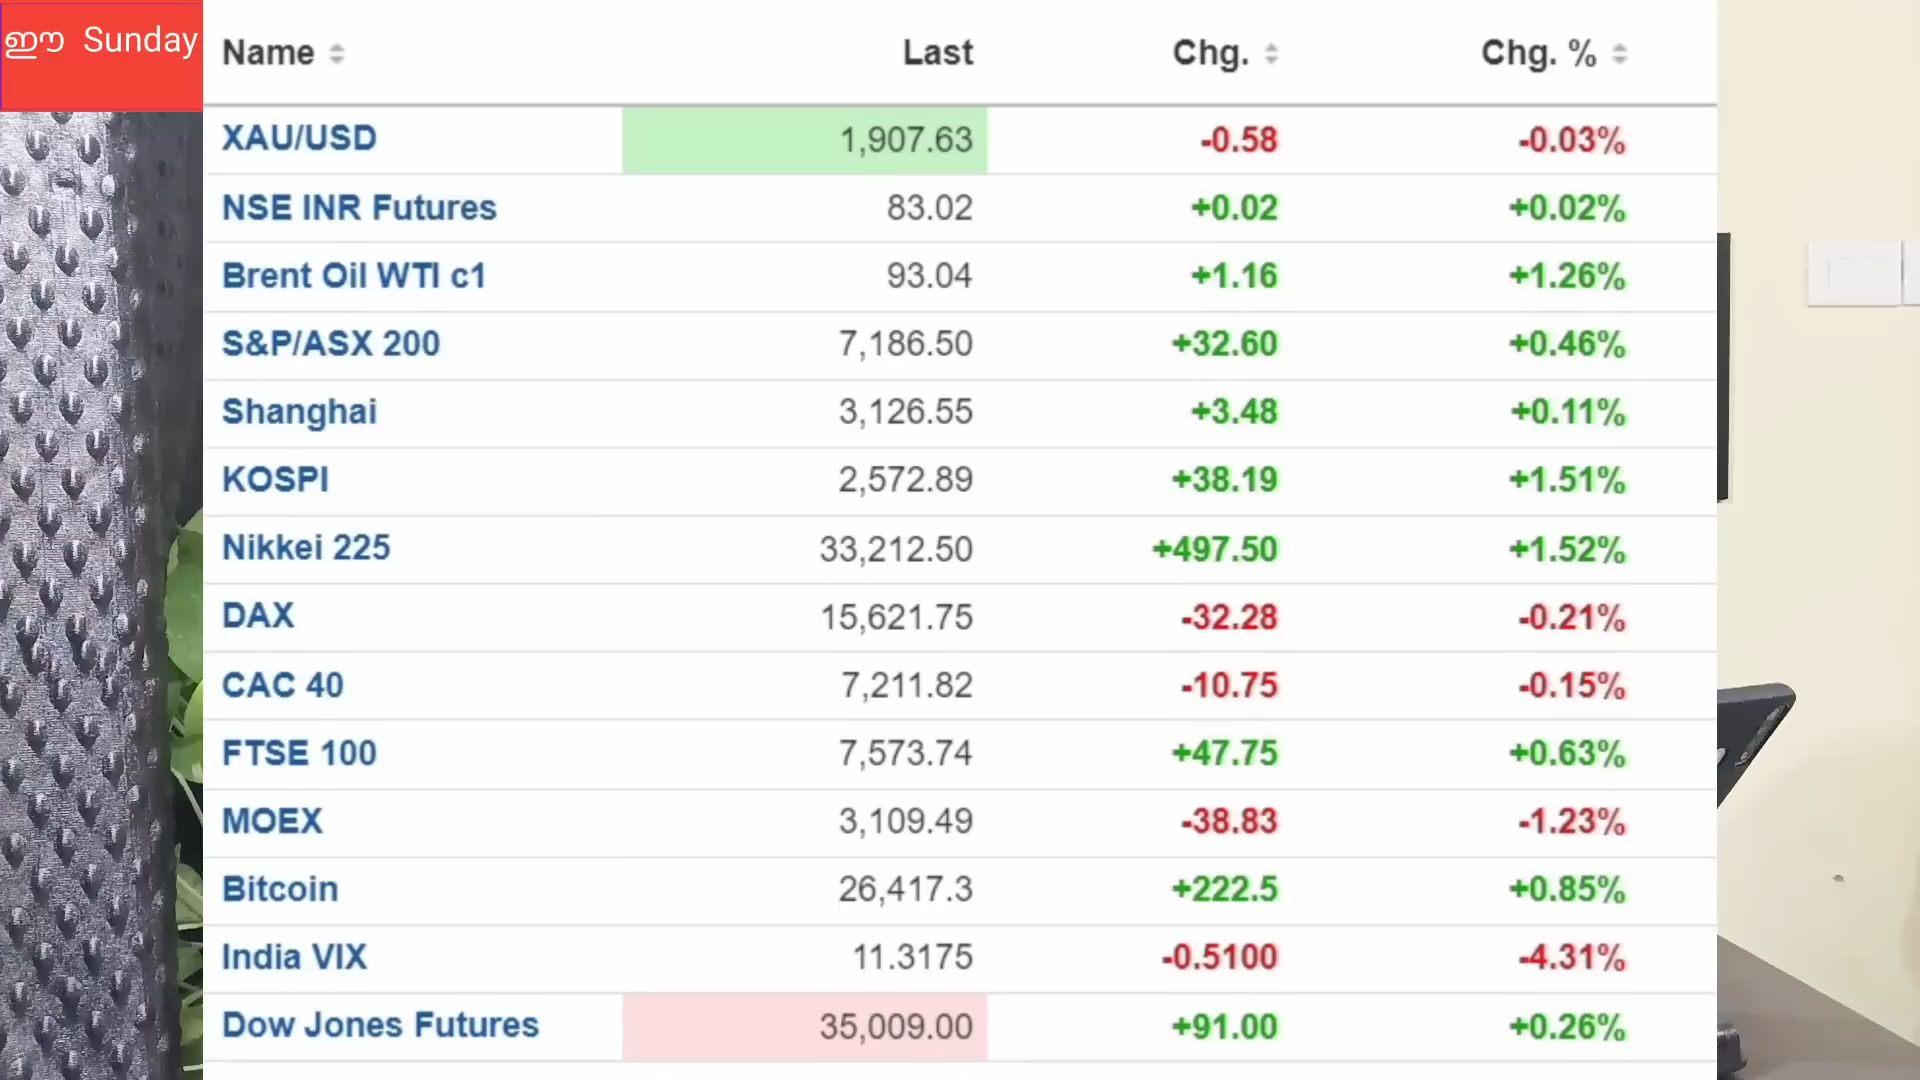 ഈ Sunday
Name Last Chg. Chg. %
XAU/USD 1,907.63 -0.58 -0.03%
NSE INR Futures 83.02 +0.02 +0.02%
Brent Oil WTI c1 93.04 +1.16 +1.26%
S&P/ASX 200 7,186.50 +32.60 +0.46%
Shanghai 3,126.55 +3.48 +0.11%
KOSPI 2,572.89 +38.19 +1.51%
Nikkei 225 33,212.50 +497.50 +1.52%
DAX 15,621.75 -32.28 -0.21%
CAC 40 7,211.82 -10.75 -0.15%
FTSE 100 7,573.74 +47.75 +0.63%
MOEX 3,109.49 -38.83 -1.23%
Bitcoin 26,417.3 +222.5 +0.85%
India VIX 11.3175 -0.5100 -4.31%
Dow Jones Futures 35,009.00 +91.00 +0.26%